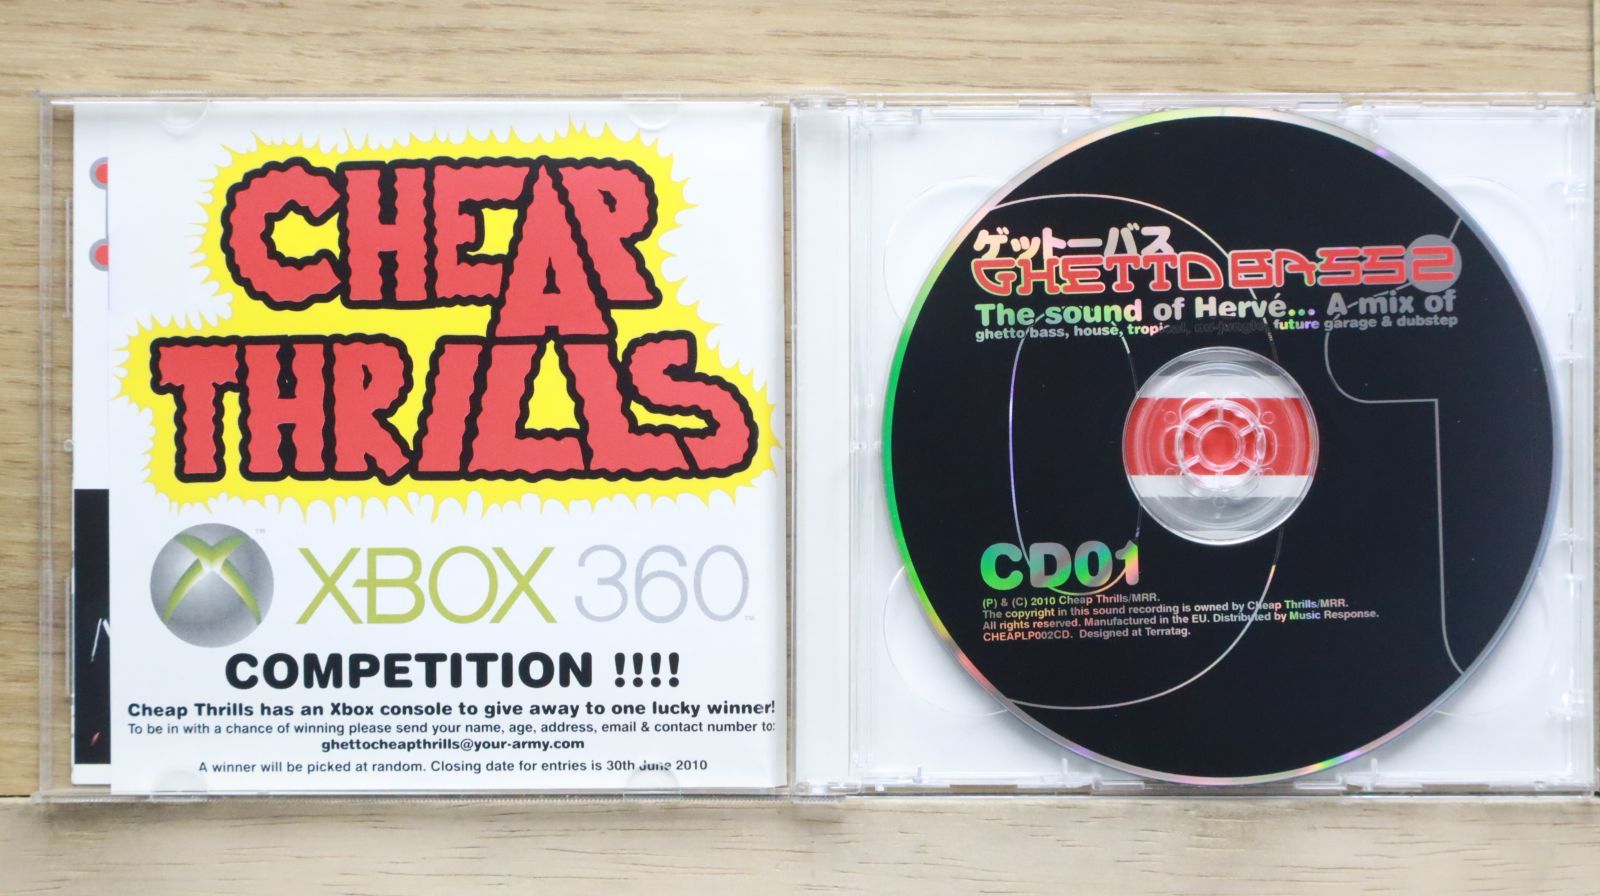 CHEAP
THRILLS
XBOX 360™
COMPETITION !!!!
Cheap Thrills has an Xbox console to give away to one lucky winner!
To be in with a chance of winning please send your name, age, address, email & contact number to:
ghettocheapthrills@your-army.com
A winner will be picked at random. Closing date for entries is 30th June 2010
01
ゲットーバス
GHETTO BASS 2
The sound of Hervé... A mix of
ghetto bass, house, tropical, nu-jungle, future garage & dubstep
CD01
(P) & (C) 2010 Cheap Thrills/MRR.
The copyright in this sound recording is owned by Cheap Thrills/MRR.
All rights reserved. Manufactured in the EU. Distributed by Music Response.
CHEAPLP002CD. Designed at Terratag.